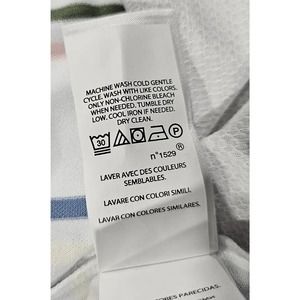 MACHINE WASH COLD GENTLE
CYCLE. WASH WITH LIKE COLORS.
ONLY NON-CHLORINE BLEACH
WHEN NEEDED. TUMBLE DRY
LOW. COOL IRON IF NEEDED.
DRY CLEAN.
30 P
n°1529 ®
LAVER AVEC DES COULEURS
SEMBLABLES.
LAVARE CON COLORI SIMILI.
LAVAR CON COLORES SIMILARES.
PARECIDAS.